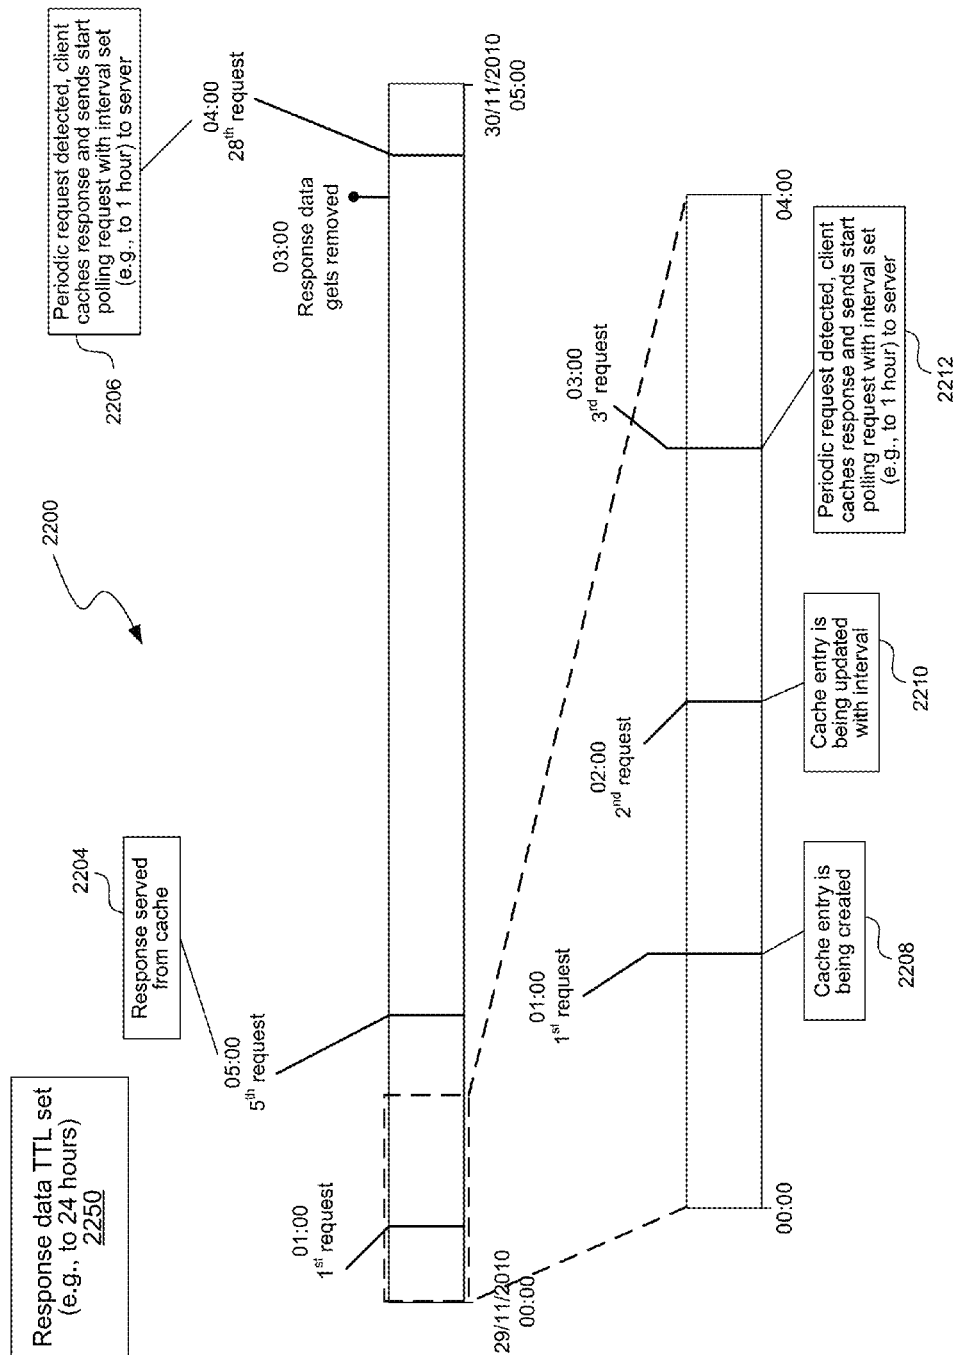 Response data TTL set
(e.g., to 24 hours)
2250
2204
Response served
from cache
2200
2206
Periodic request detected, client
caches response and sends start
polling request with interval set
(e.g., to 1 hour) to server
01:00
1st request
05:00
5th request
03:00
Response data
gets removed
04:00
28th request
29/11/2010
00:00
30/11/2010
05:00
01:00
1st request
02:00
2nd request
03:00
3rd request
00:00
04:00
Cache entry is
being created
2208
Cache entry is
being updated
with interval
2210
Periodic request detected, client
caches response and sends start
polling request with interval set
(e.g., to 1 hour) to server
2212